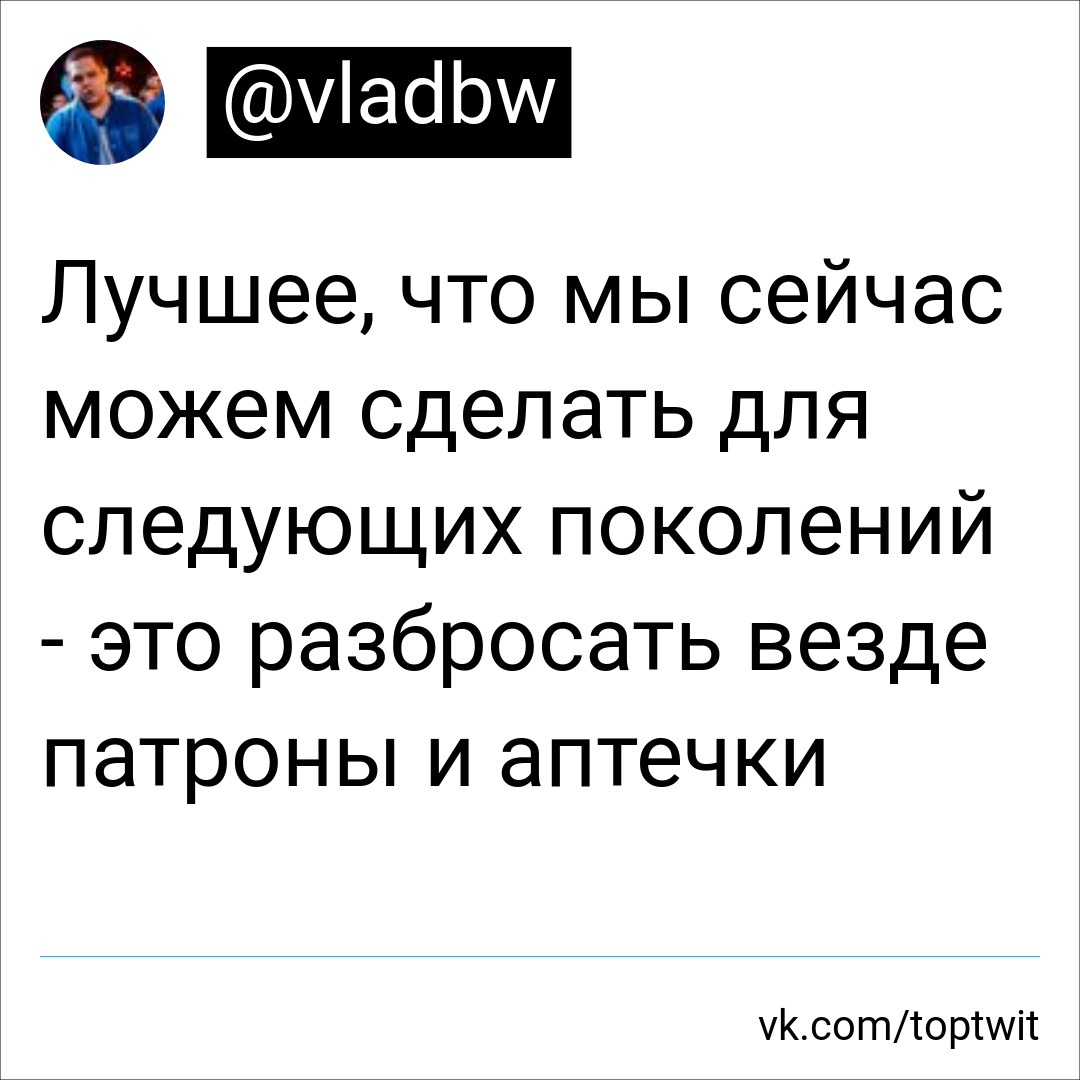 @vladbw
Лучшее, что мы сейчас
можем сделать для
следующих поколений
- это разбросать везде
патроны и аптечки
vk.com/toptwit